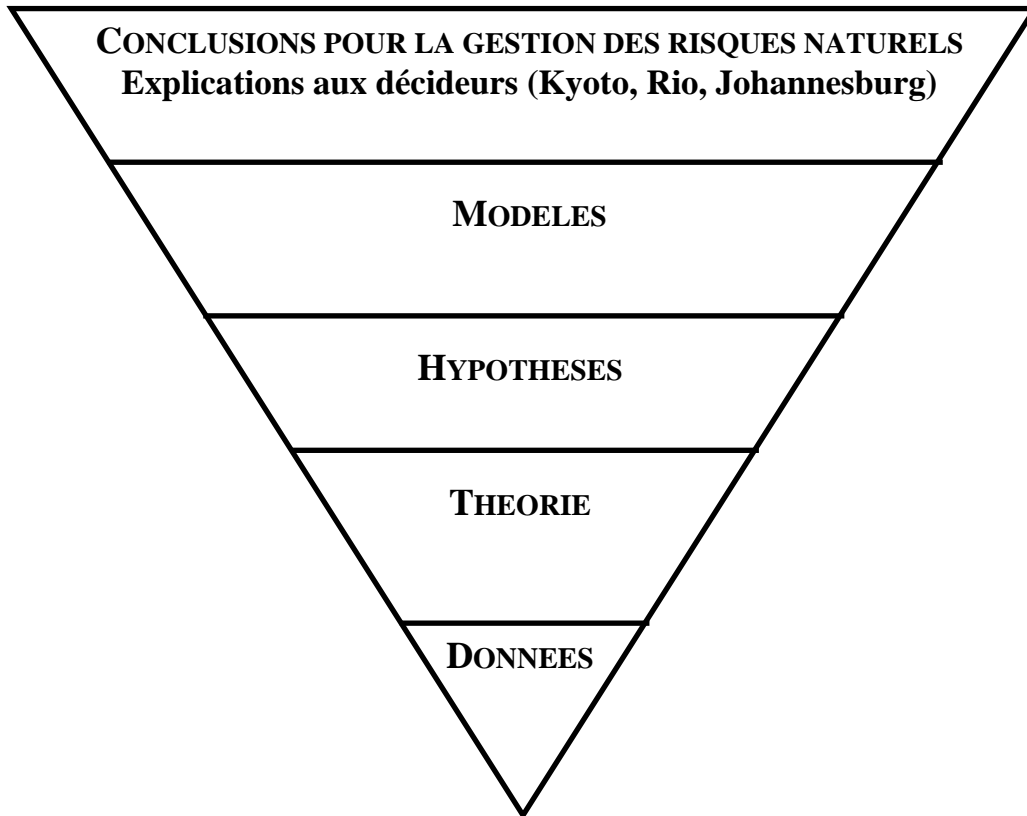 CONCLUSIONS POUR LA GESTION DES RISQUES NATURELS
Explications aux décideurs (Kyoto, Rio, Johannesburg)
MODELES
HYPOTHESES
THEORIE
DONNEES